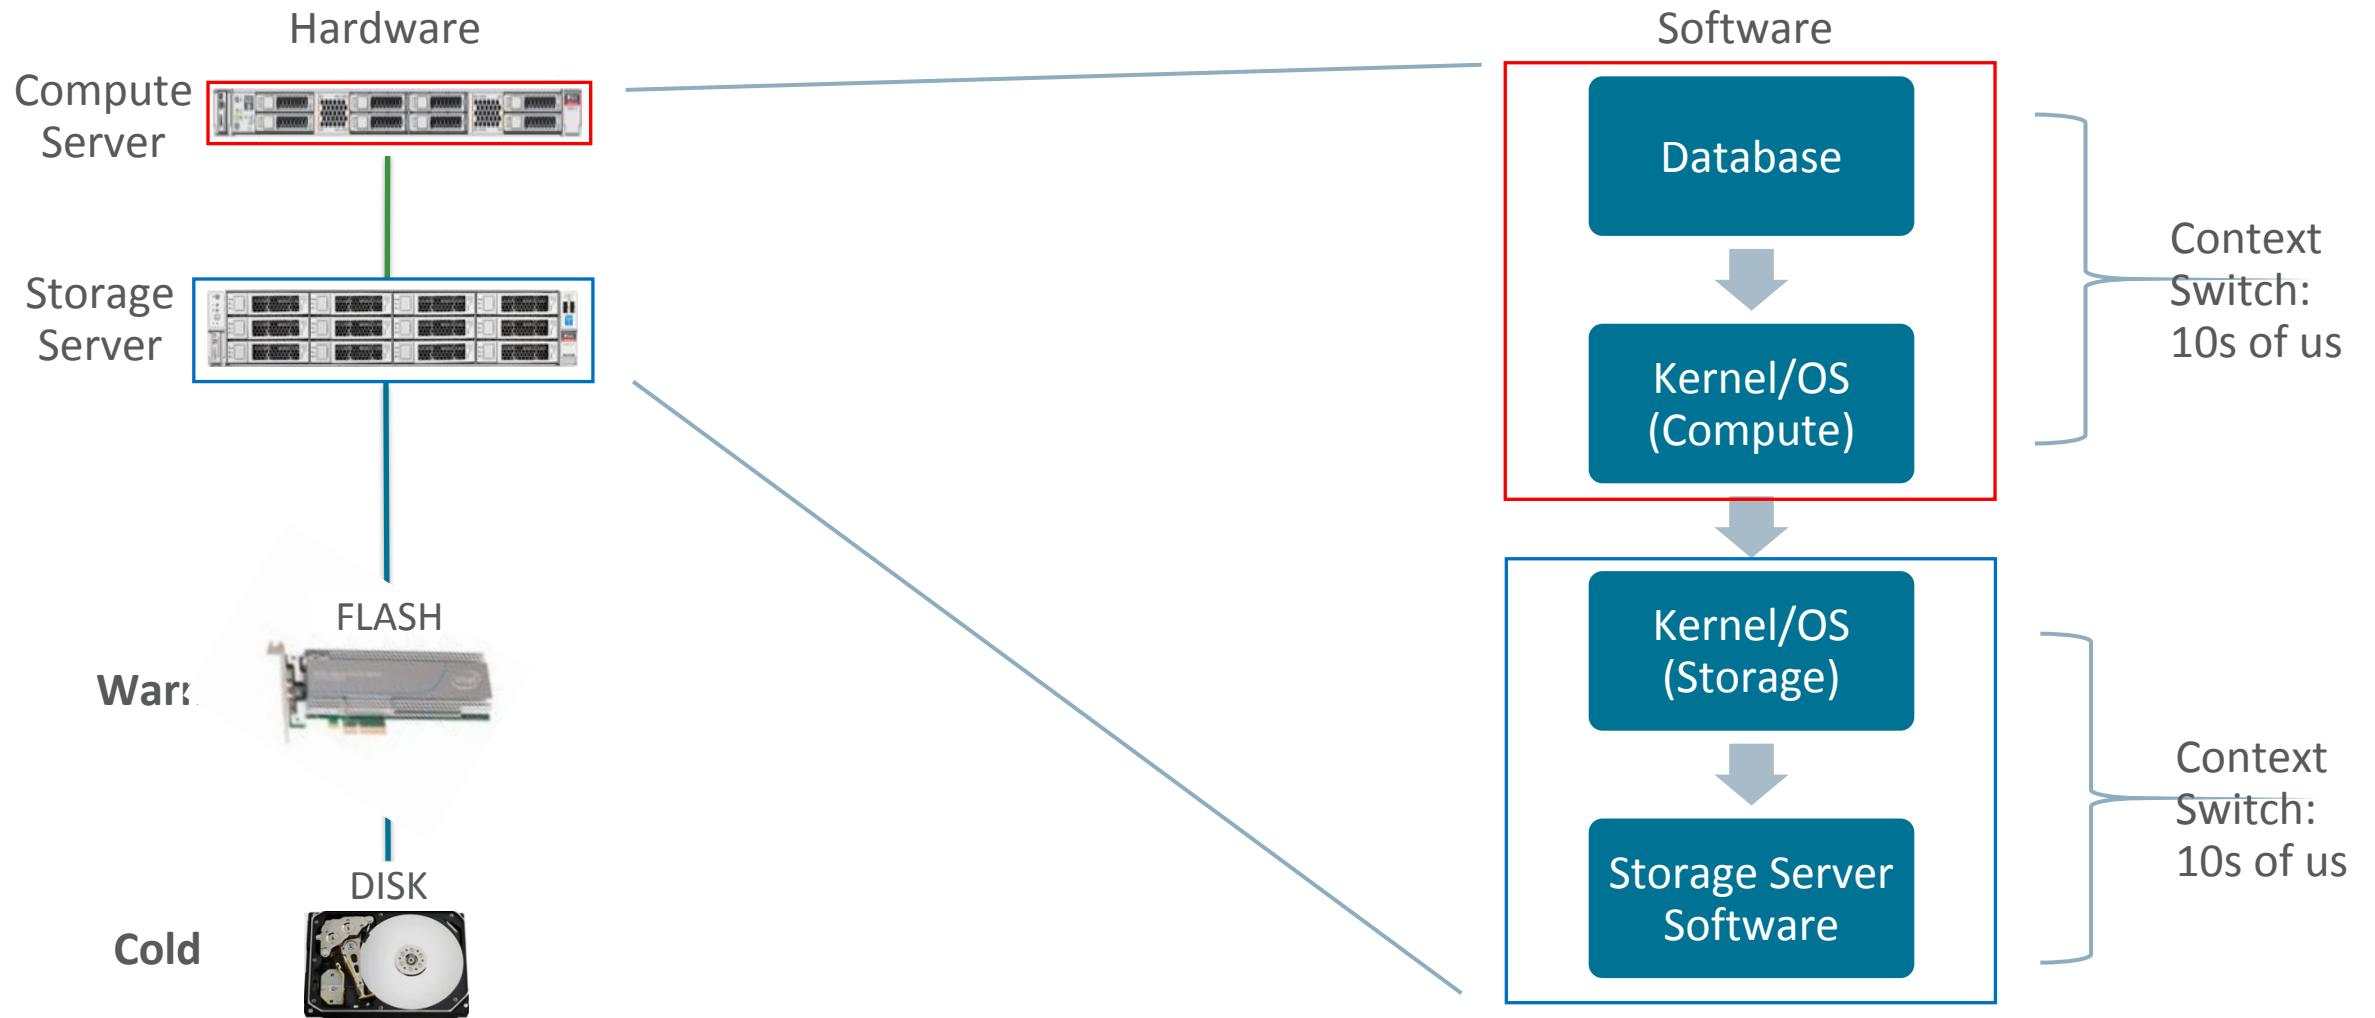 Hardware
Software
Compute
Server
Storage
Server
FLASH
DISK
Cold
Database
Kernel/OS
(Compute)
Kernel/OS
(Storage)
Storage Server
Software
Context
Switch:
10s of us
Context
Switch:
10s of us